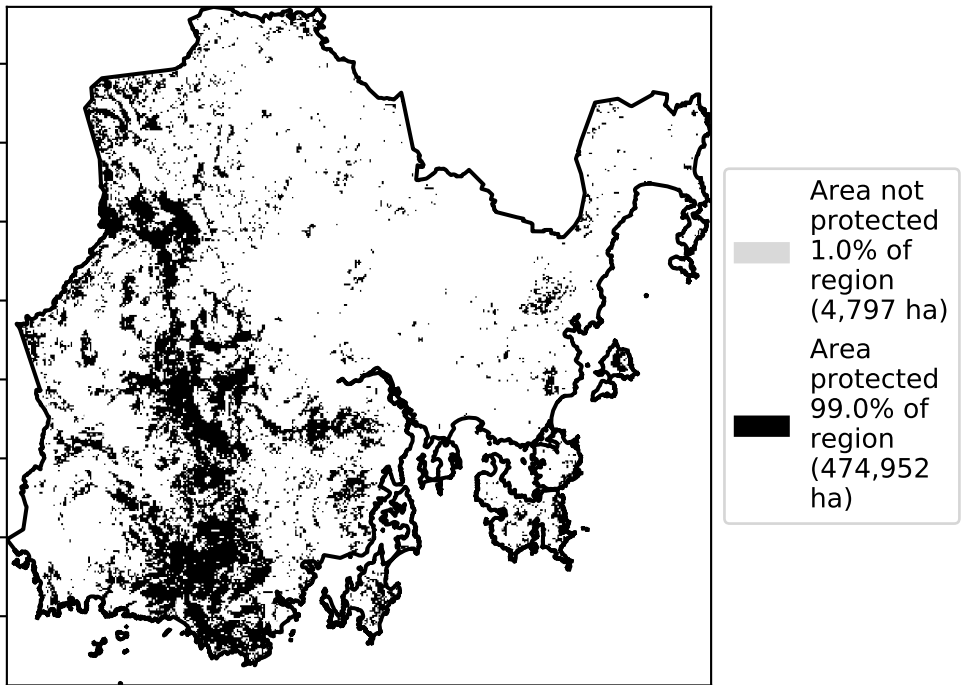 Area not
protected
1.0% of
region
(4,797 ha)
Area
protected
99.0% of
region
(474,952
ha)